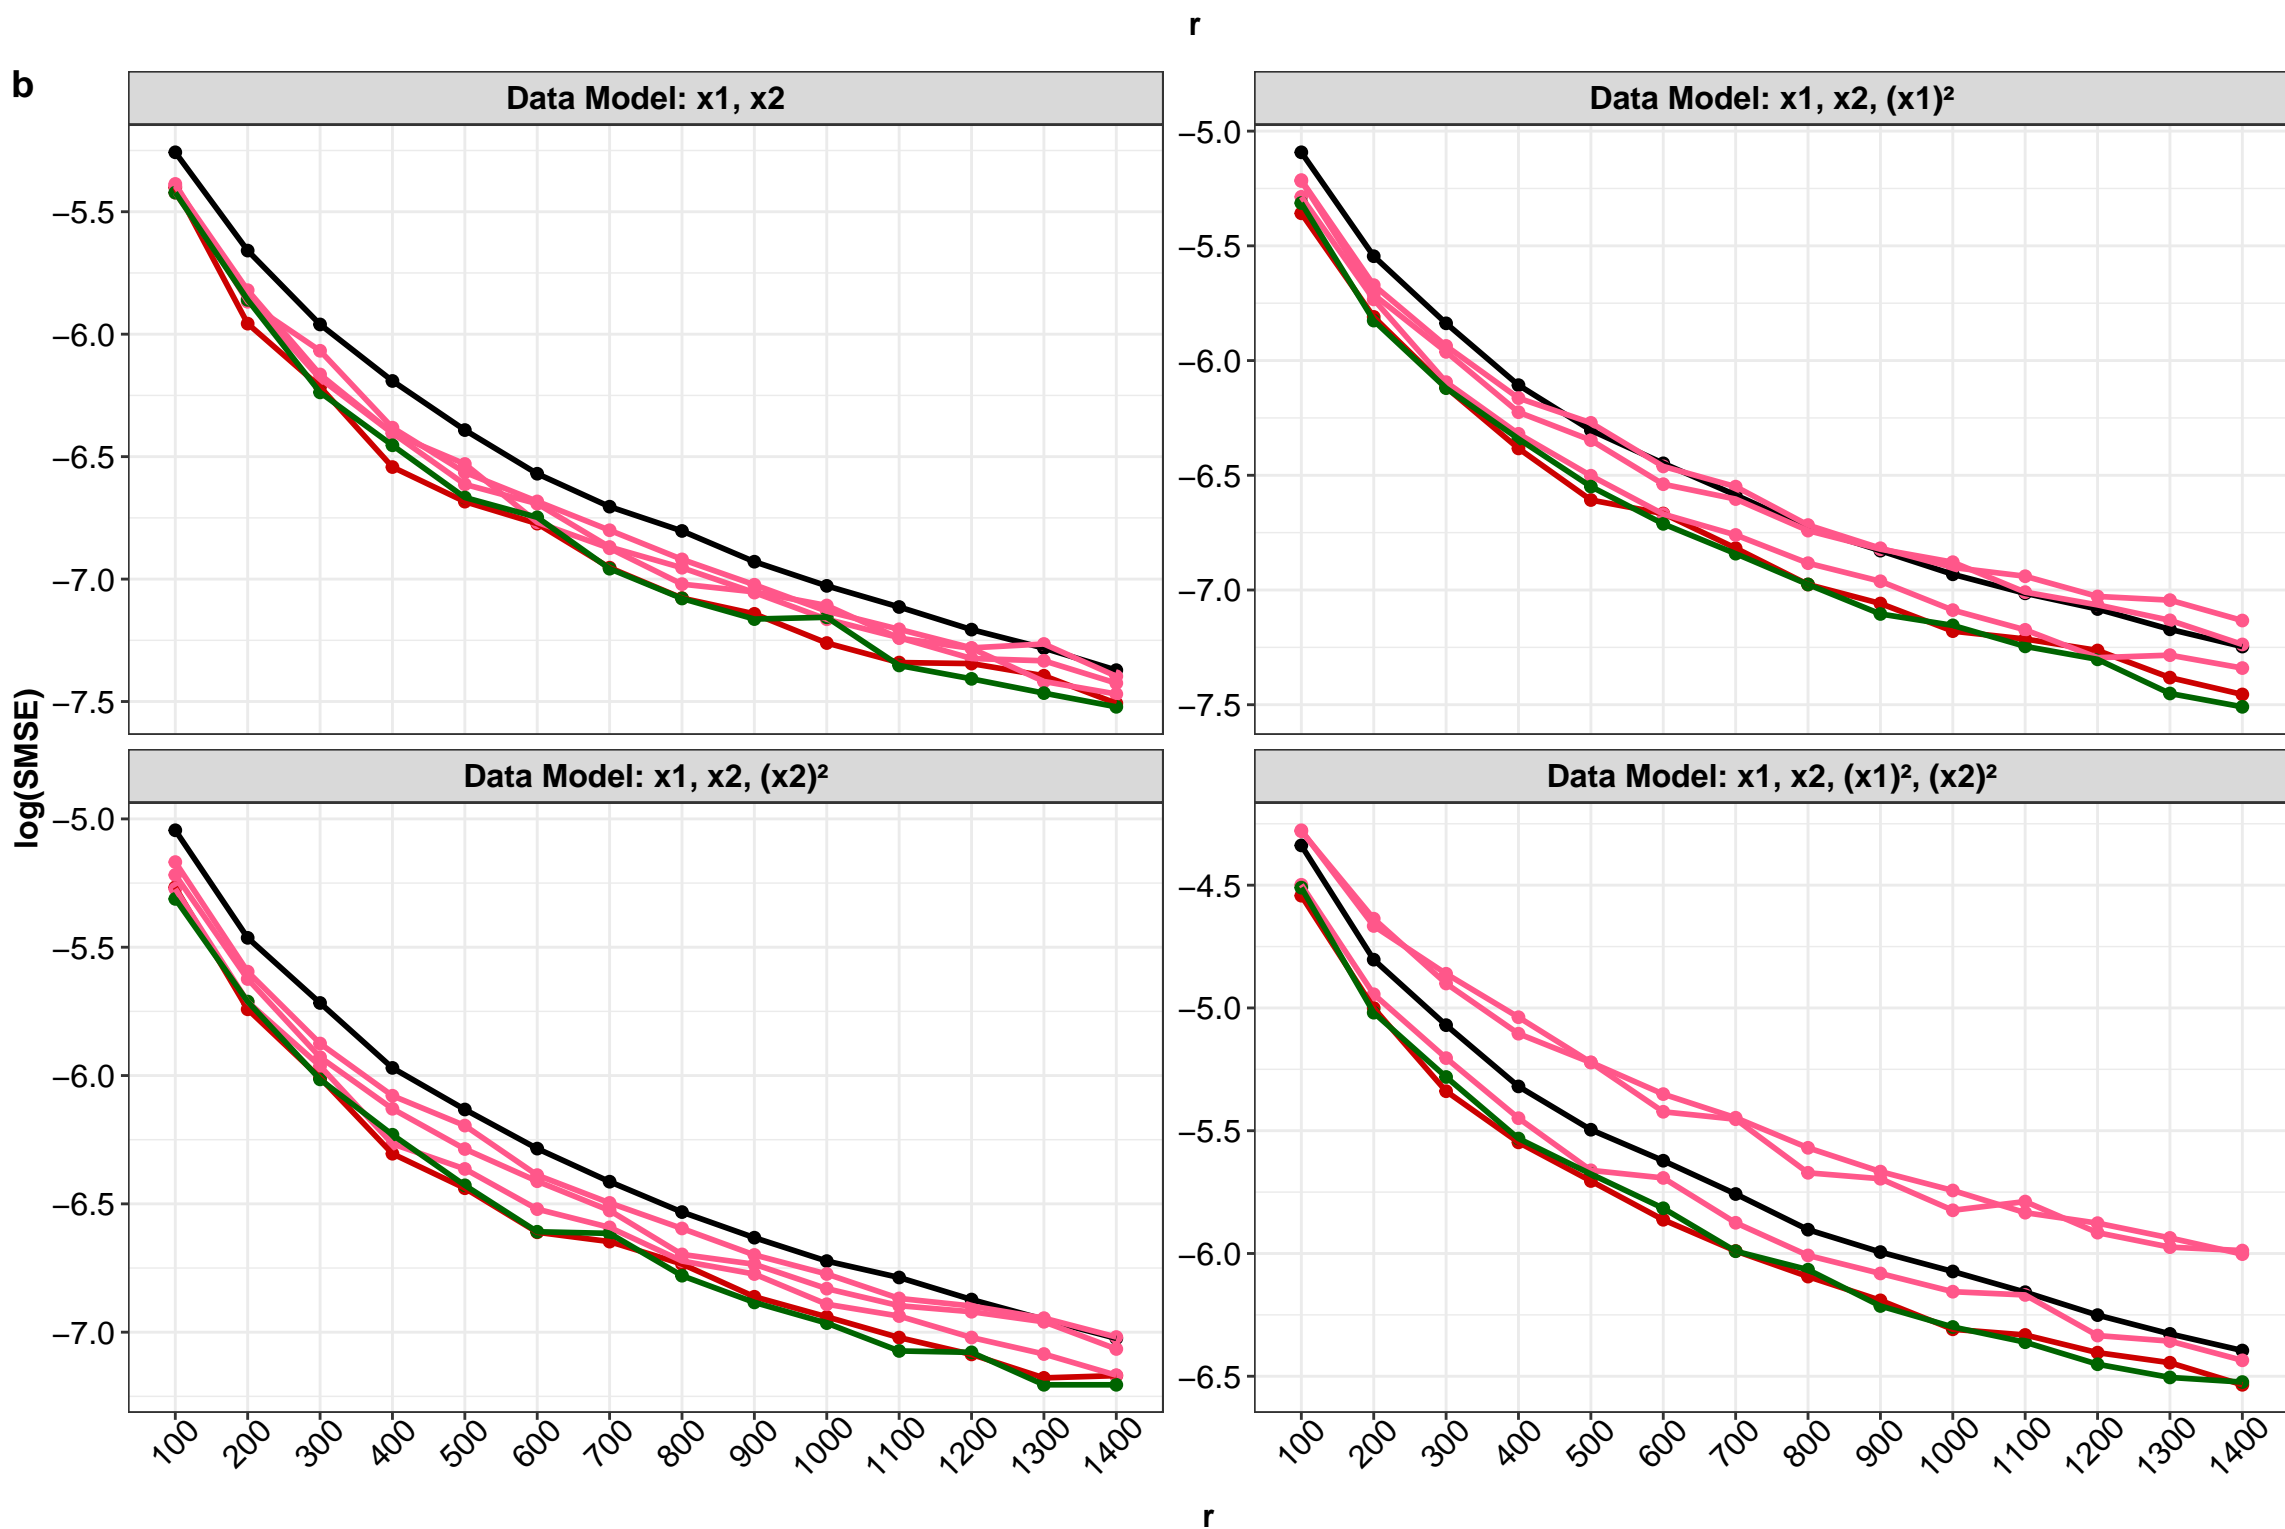 r
b
Data Model: x1, x2
Data Model: x1, x2, (x1)²
−5.5
−6.0
−6.5
−7.0
−7.5
−5.0
−5.5
−6.0
−6.5
−7.0
−7.5
log(SMSE)
Data Model: x1, x2, (x2)²
Data Model: x1, x2, (x1)², (x2)²
−5.0
−5.5
−6.0
−6.5
−7.0
−4.5
−5.0
−5.5
−6.0
−6.5
100 200 300 400 500 600 700 800 900 1000 1100 1200 1300 1400
100 200 300 400 500 600 700 800 900 1000 1100 1200 1300 1400
r